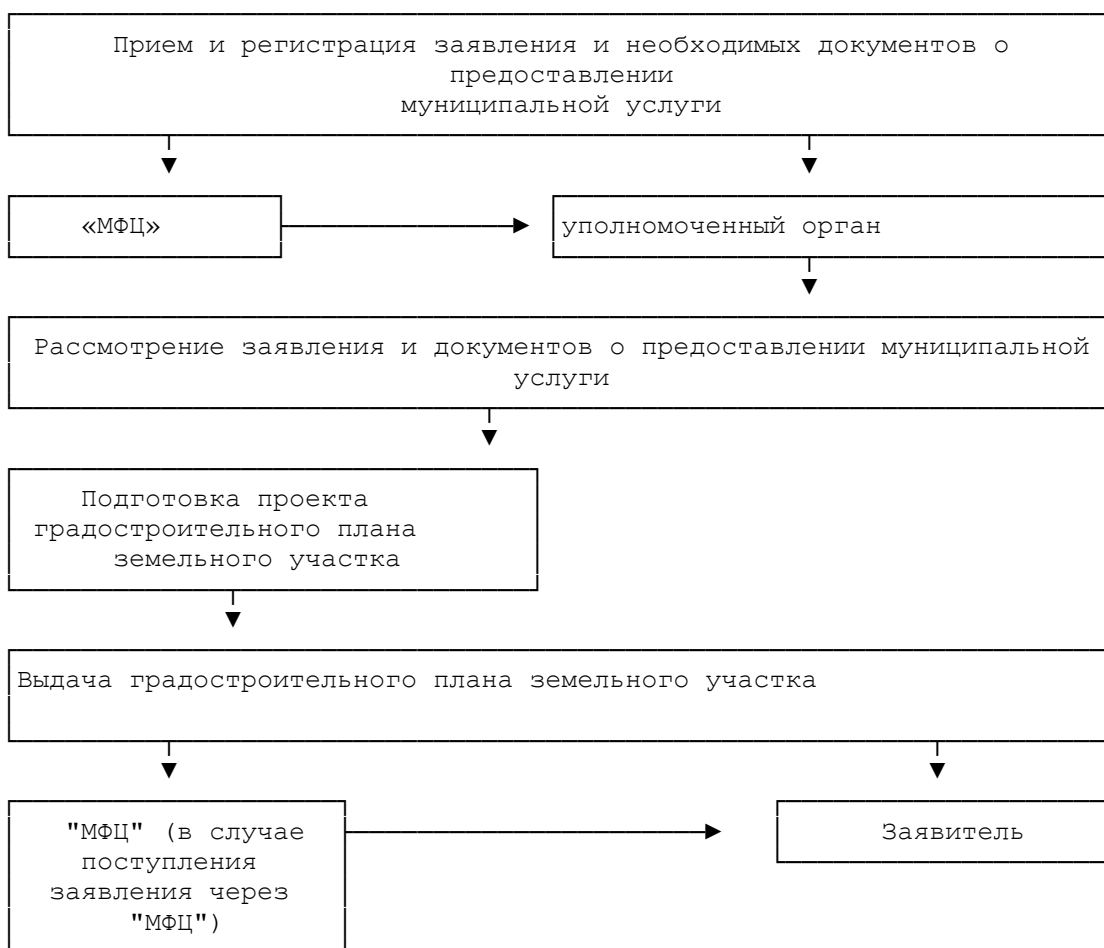 Прием и регистрация заявления и необходимых документов о
предоставлении
муниципальной услуги
«МФЦ»
уполномоченный орган
Рассмотрение заявления и документов о предоставлении муниципальной
услуги
Подготовка проекта
градостроительного плана
земельного участка
Выдача градостроительного плана земельного участка
"МФЦ" (в случае
поступления
заявления через
"МФЦ")
Заявитель